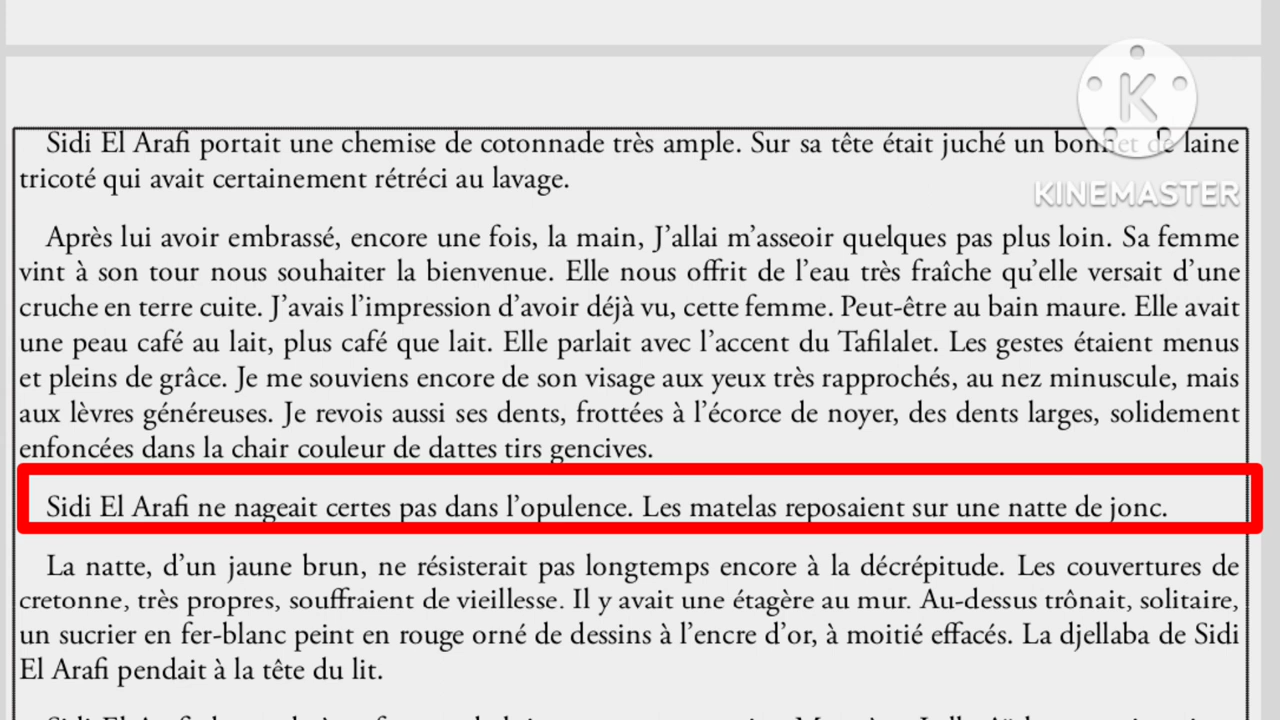 Sidi El Arafi portait une chemise de cotonnade très ample. Sur sa tête était juché un bonnet de laine
tricoté qui avait certainement rétréci au lavage.
KINEMASTER
Après lui avoir embrassé, encore une fois, la main, J’allai m’asseoir quelques pas plus loin. Sa femme
vint à son tour nous souhaiter la bienvenue. Elle nous offrit de l’eau très fraîche qu’elle versait d’une
cruche en terre cuite. J’avais l’impression d’avoir déjà vu, cette femme. Peut-être au bain maure. Elle avait
une peau café au lait, plus café que lait. Elle parlait avec l’accent du Tafilalet. Les gestes étaient menus
et pleins de grâce. Je me souviens encore de son visage aux yeux très rapprochés, au nez minuscule, mais
aux lèvres généreuses. Je revois aussi ses dents, frottées à l’écorce de noyer, des dents larges, solidement
enfoncées dans la chair couleur de dattes tirs gencives.
Sidi El Arafi ne nageait certes pas dans l’opulence. Les matelas reposaient sur une natte de jonc.
La natte, d’un jaune brun, ne résisterait pas longtemps encore à la décrépitude. Les couvertures de
cretonne, très propres, souffraient de vieillesse. Il y avait une étagère au mur. Au-dessus trônait, solitaire,
un sucrier en fer-blanc peint en rouge orné de dessins à l’encre d’or, à moitié effacés. La djellaba de Sidi
El Arafi pendait à la tête du lit.